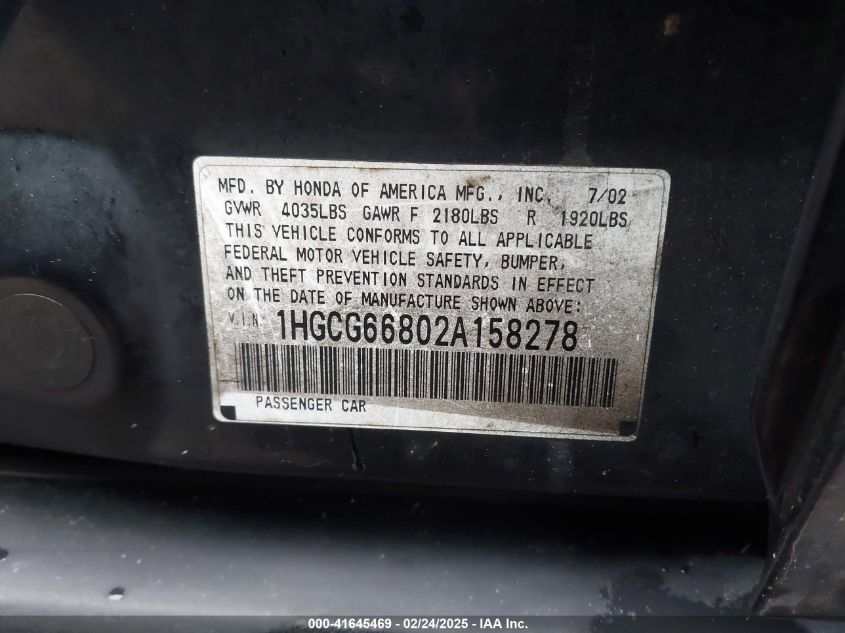 MFD. BY HONDA OF AMERICA MFG., INC. 7/02
GVWR 4035LBS GAWR F 2180LBS R 1920LBS
THIS VEHICLE CONFORMS TO ALL APPLICABLE
FEDERAL MOTOR VEHICLE SAFETY, BUMPER,
AND THEFT PREVENTION STANDARDS IN EFFECT
ON THE DATE OF MANUFACTURE SHOWN ABOVE:
V.I.N. 1HGCG66802A158278
PASSENGER CAR
000-41645469 - 02/24/2025 - IAA Inc.